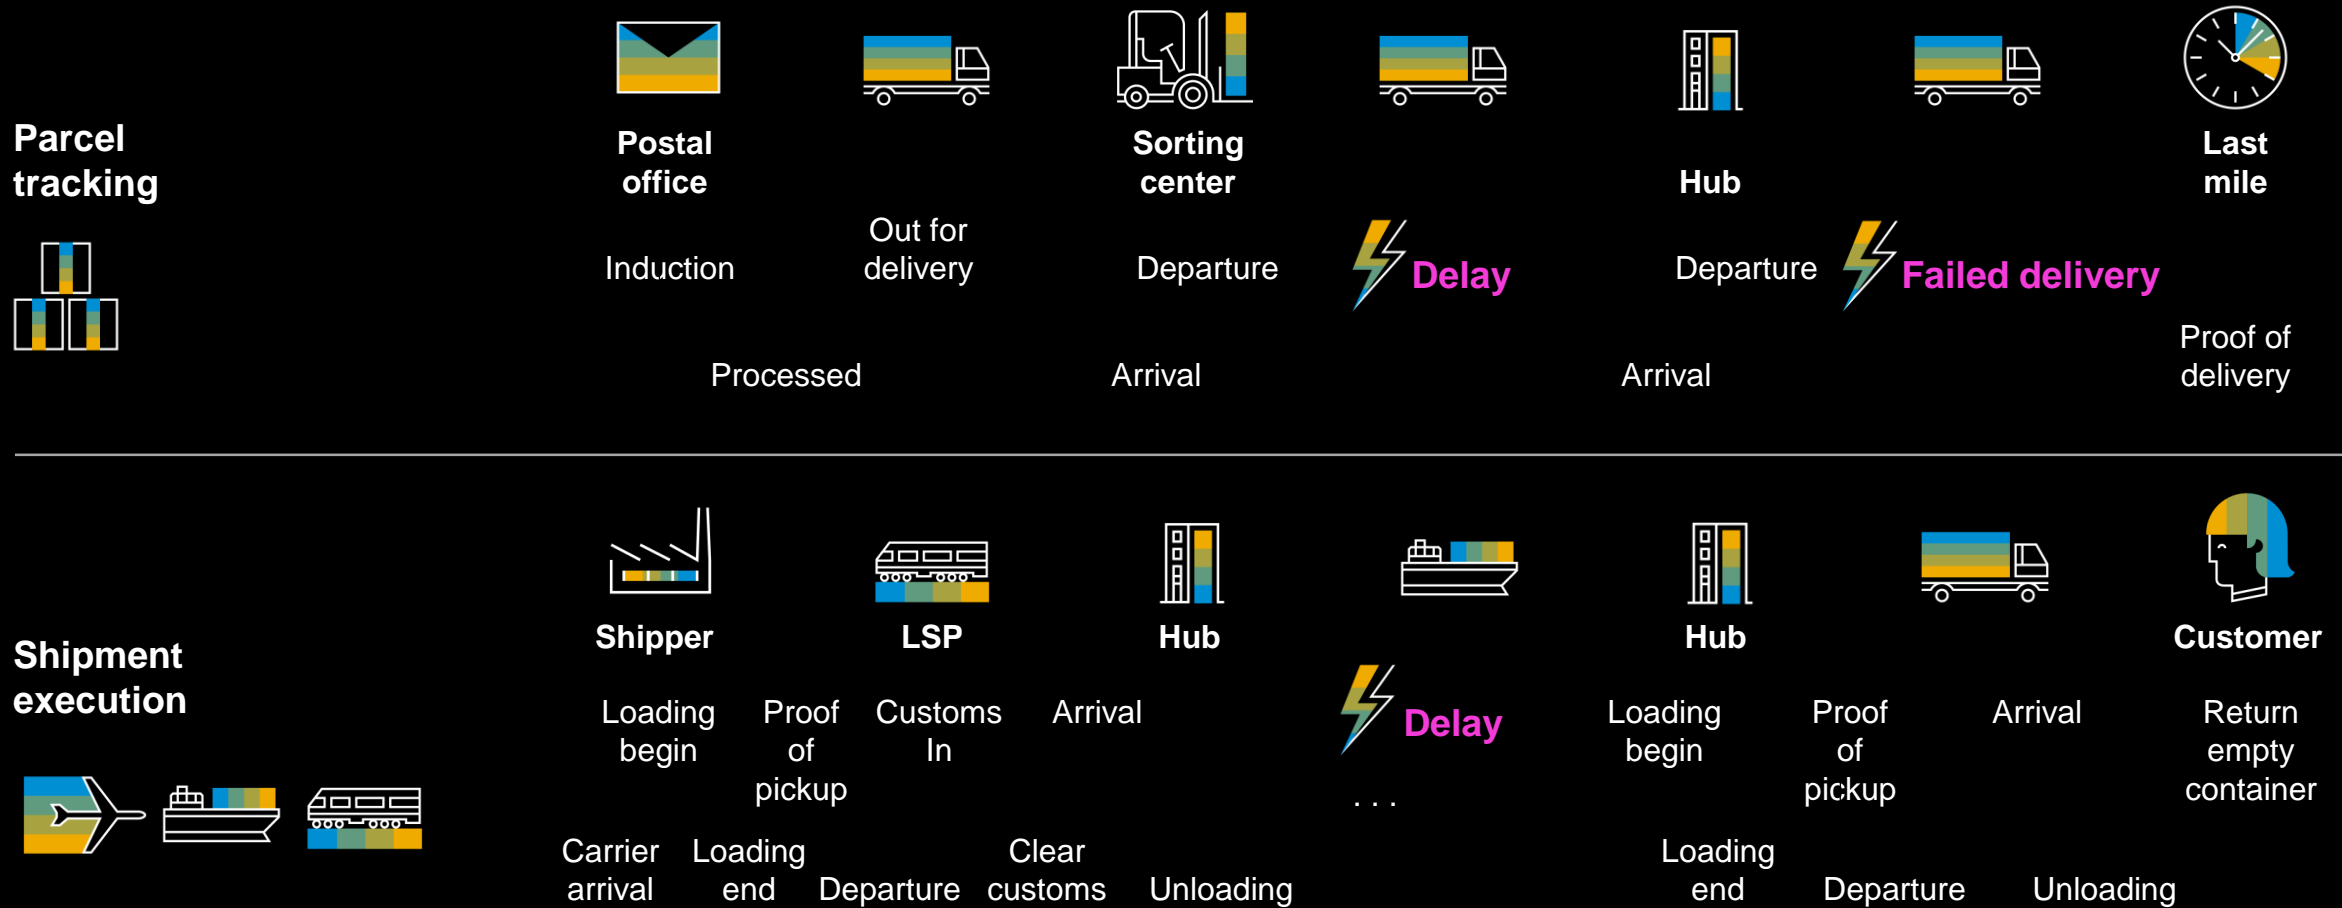 Parcel
tracking
Postal
office
Sorting
center
Hub
Last
mile
Induction
Out for
delivery
Departure
Delay
Departure
Failed delivery
Processed
Arrival
Arrival
Proof of
delivery
Shipment
execution
Shipper
LSP
Hub
Hub
Customer
Loading
begin
Proof
of
pickup
Customs
In
Arrival
Delay
. . .
Loading
begin
Proof
of
pickup
Arrival
Return
empty
container
Carrier
arrival
Loading
end
Departure
Clear
customs
Unloading
Loading
end
Departure
Unloading